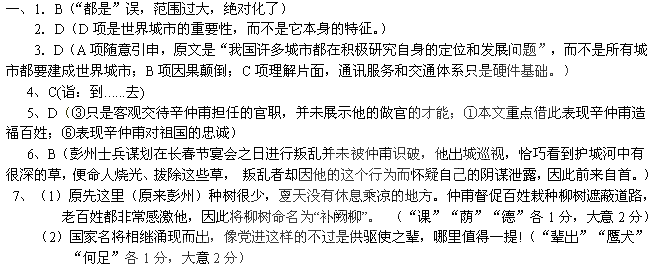 一、1．B（“都是”误，范围过大，绝对化了）
2．D（D 项是世界城市的重要性，而不是它本身的特征。）
3．D（A 项随意引申，原文是“我国许多城市都在积极研究自身的定位和发展问题”，而不是所有城
市都要建成世界城市；B 项因果颠倒；C 项理解片面，通讯服务和交通体系只是硬件基础。）
4、C(诣：到……去)
5、D（③只是客观交待辛仲甫担任的官职，并未展示他的做官的才能；①本文重点借此表现辛仲甫造
福百姓；⑥表现辛仲甫对祖国的忠诚）
6、B（彭州士兵谋划在长春节宴会之日进行叛乱并未被仲甫识破，他出城巡视，恰巧看到护城河中有
很深的草，便命人烧光、拔除这些草， 叛乱者却因他的这个行为而怀疑自己的阴谋泄露，因此前来自首。）
7、（1）原先这里（原来彭州）种树很少，夏天没有休息乘凉的地方。仲甫督促百姓栽种柳树遮蔽道路，
老百姓都非常感激他，因此将柳树命名为“补阙柳”。 （“课”“荫”“德”各 1 分，大意 2 分）
（2）国家名将相继涌现而出，像党进这样的不过是供驱使之辈，哪里值得一提!（“辈出”“鹰犬”
“何足”各 1 分，大意 2 分）